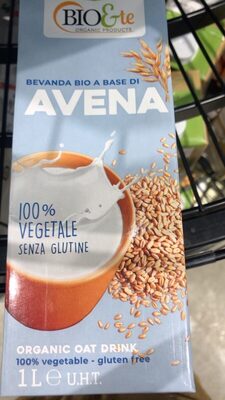 BIO&te
ORGANIC PRODUCTS
BEVANDA BIO A BASE DI
AVENA
100%
VEGETALE
SENZA GLUTINE
ORGANIC OAT DRINK
100% vegetable - gluten free
1L e U.H.T.